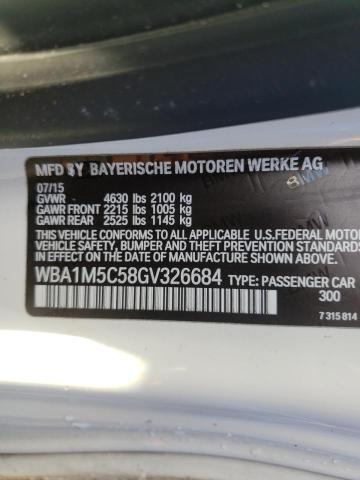 MFD BY BAYERISCHE MOTOREN WERKE AG
07/15
GVWR 4630 lbs 2100 kg
GAWR FRONT 2215 lbs 1005 kg
GAWR REAR 2525 lbs 1145 kg
THIS VEHICLE CONFORMS TO ALL APPLICABLE U.S.FEDERAL MOTOR
VEHICLE SAFETY, BUMPER AND THEFT PREVENTION STANDARDS
IN EFFECT ON THE DATE OF MANUFACTURE SHOWN ABOVE.
WBA1M5C58GV326684 TYPE: PASSENGER CAR
300
7 315 814